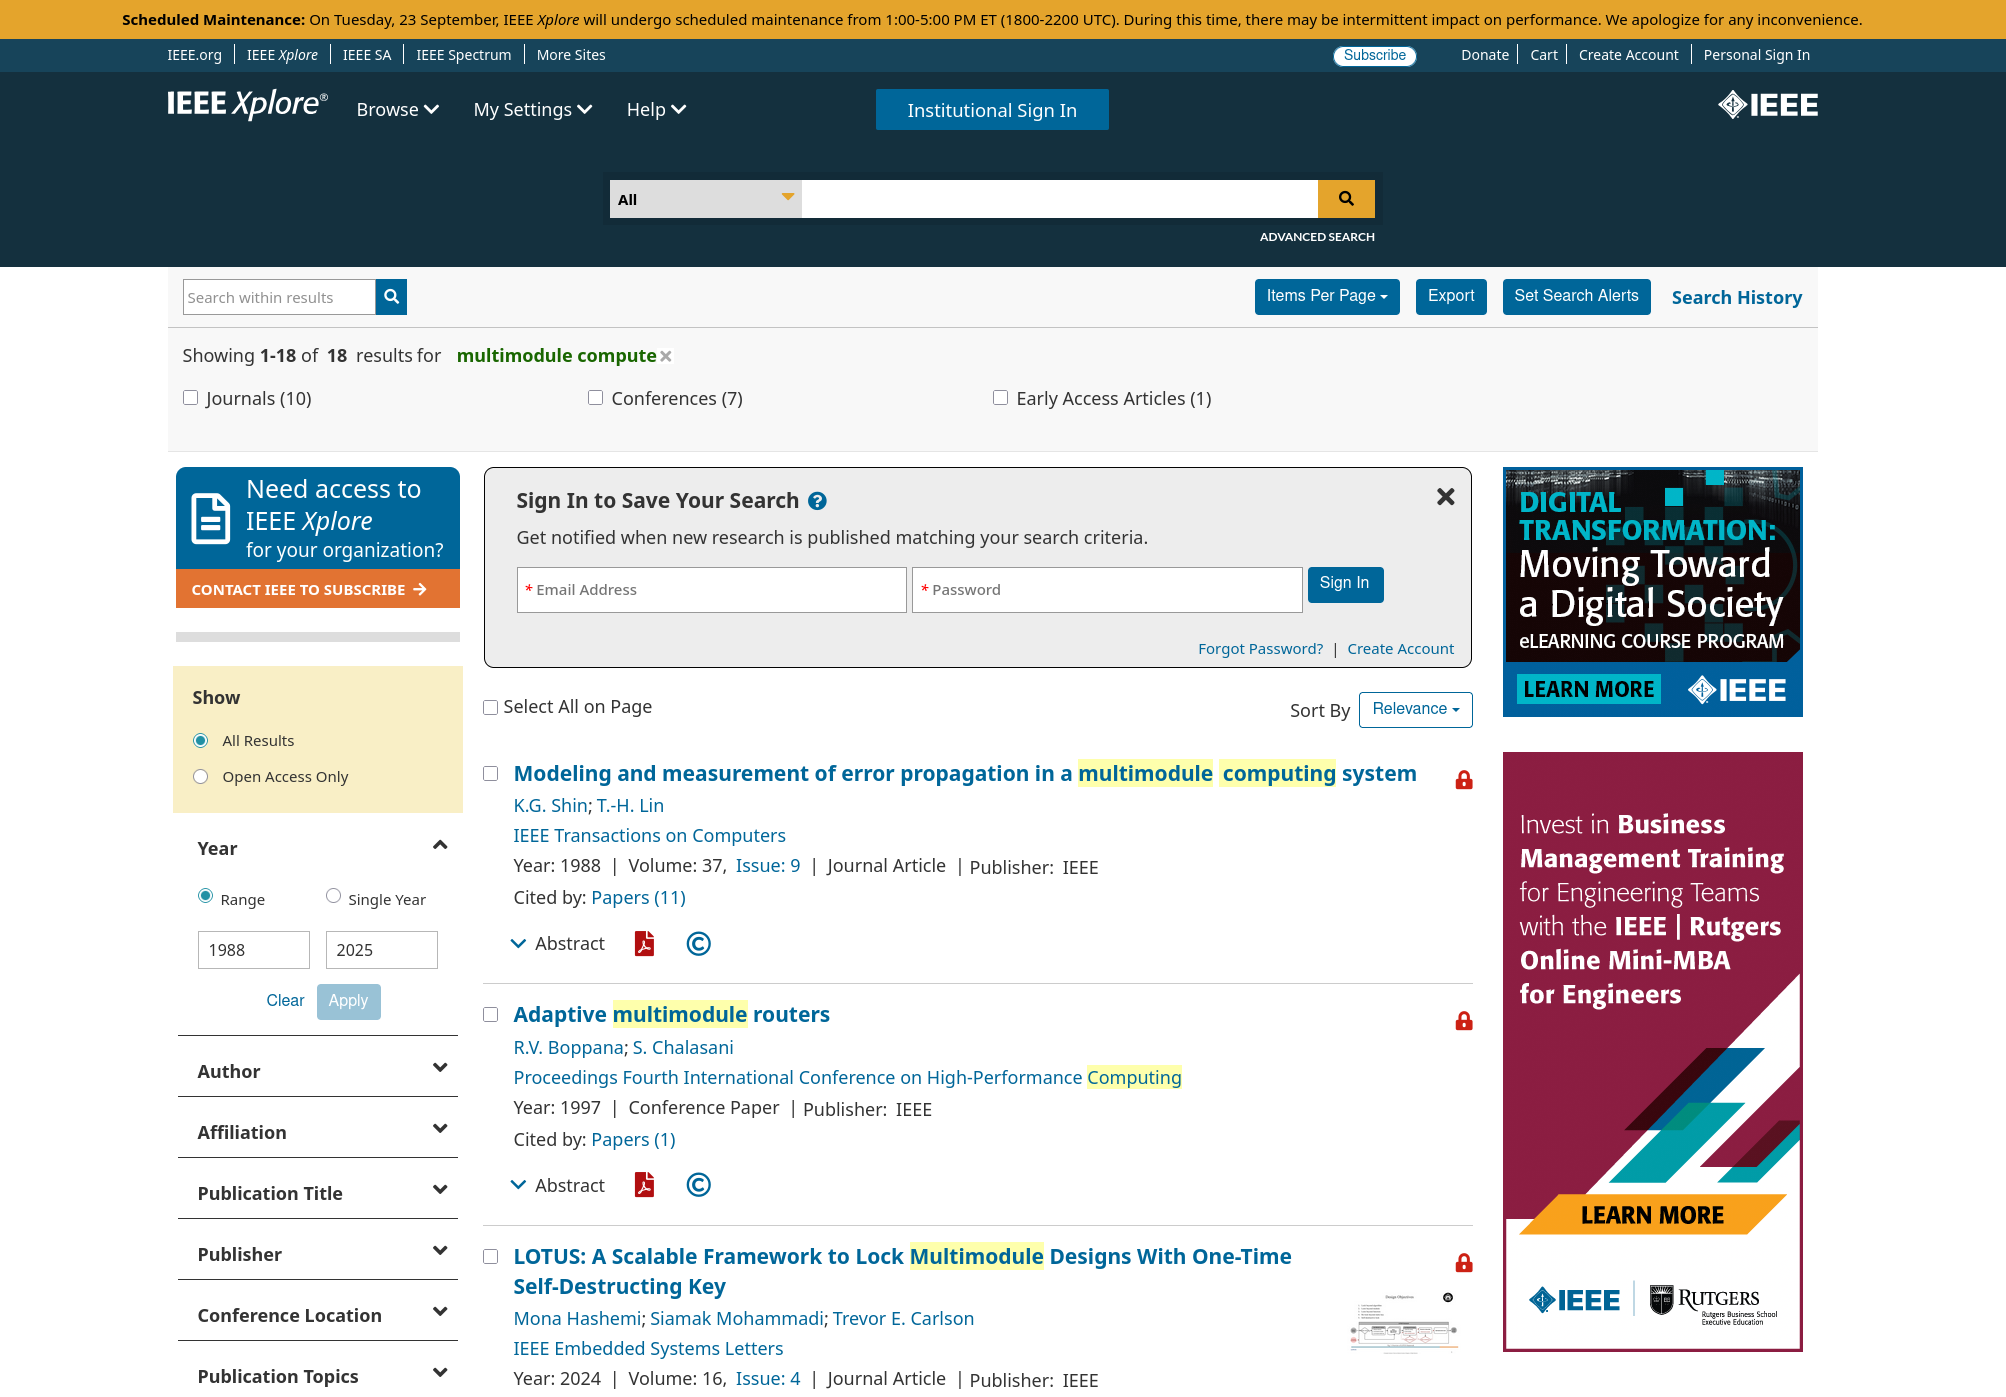 Scheduled Maintenance: On Tuesday, 23 September, IEEE Xplore will undergo scheduled maintenance from 1:00-5:00 PM ET (1800-2200 UTC). During this time, there may be intermittent impact on performance. We apologize for any inconvenience.
IEEE.org IEEE Xplore IEEE SA IEEE Spectrum More Sites Subscribe Donate Cart Create Account Personal Sign In
IEEE Xplore® Browse My Settings Help Institutional Sign In IEEE
All
ADVANCED SEARCH
Search within results Items Per Page Export Set Search Alerts Search History
Showing 1-18 of 18 results for multimodule compute
Journals (10) Conferences (7) Early Access Articles (1)
Need access to
IEEE Xplore
for your organization?
CONTACT IEEE TO SUBSCRIBE
Show
All Results
Open Access Only
Year
Range Single Year
1988 2025
Clear Apply
Author
Affiliation
Publication Title
Publisher
Conference Location
Publication Topics
Sign In to Save Your Search
Get notified when new research is published matching your search criteria.
* Email Address * Password Sign In
Forgot Password? | Create Account
Select All on Page Sort By Relevance
Modeling and measurement of error propagation in a multimodule computing system
K.G. Shin; T.-H. Lin
IEEE Transactions on Computers
Year: 1988 | Volume: 37, Issue: 9 | Journal Article | Publisher: IEEE
Cited by: Papers (11)
Abstract
Adaptive multimodule routers
R.V. Boppana; S. Chalasani
Proceedings Fourth International Conference on High-Performance Computing
Year: 1997 | Conference Paper | Publisher: IEEE
Cited by: Papers (1)
Abstract
LOTUS: A Scalable Framework to Lock Multimodule Designs With One-Time
Self-Destructing Key
Mona Hashemi; Siamak Mohammadi; Trevor E. Carlson
IEEE Embedded Systems Letters
Year: 2024 | Volume: 16, Issue: 4 | Journal Article | Publisher: IEEE
DIGITAL
TRANSFORMATION:
Moving Toward
a Digital Society
eLEARNING COURSE PROGRAM
LEARN MORE IEEE
Invest in Business
Management Training
for Engineering Teams
with the IEEE | Rutgers
Online Mini-MBA
for Engineers
LEARN MORE
IEEE RUTGERS
Rutgers Business School
Executive Education